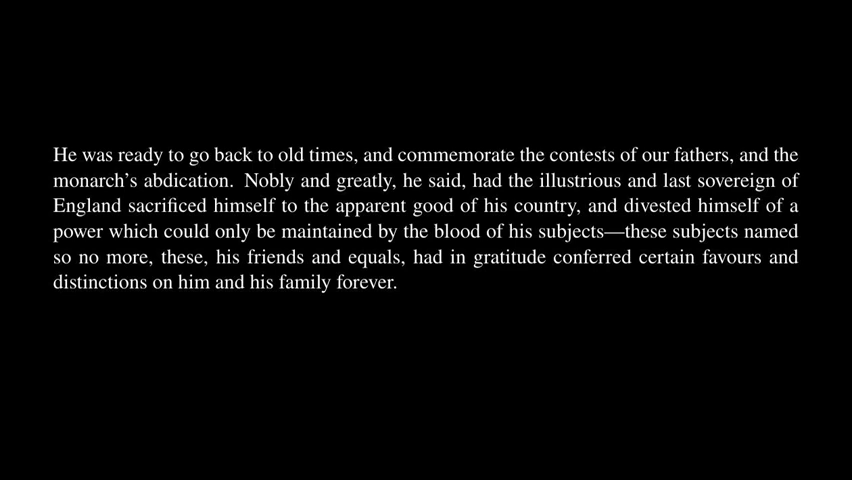 He was ready to go back to old times, and commemorate the contests of our fathers, and the
monarch’s abdication. Nobly and greatly, he said, had the illustrious and last sovereign of
England sacrificed himself to the apparent good of his country, and divested himself of a
power which could only be maintained by the blood of his subjects—these subjects named
so no more, these, his friends and equals, had in gratitude conferred certain favours and
distinctions on him and his family forever.